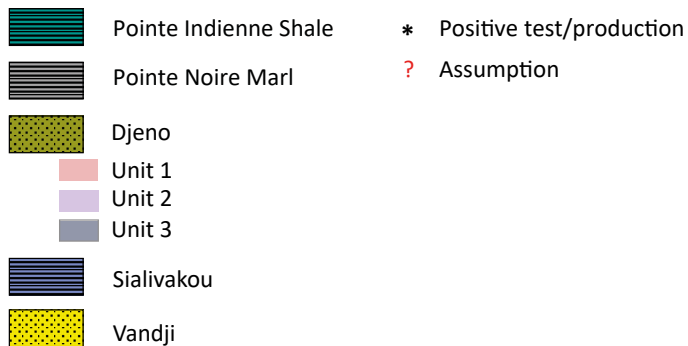 Pointe Indienne Shale
Pointe Noire Marl
Djeno
Unit 1
Unit 2
Unit 3
Sialivakou
Vandji
* Positive test/production
? Assumption